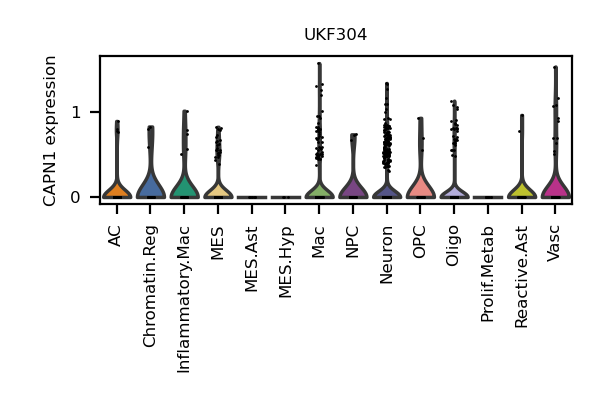 UKF304
CAPN1 expression
1
0
AC
Chromatin.Reg
Inflammatory.Mac
MES
MES.Ast
MES.Hyp
Mac
NPC
Neuron
OPC
Oligo
Prolif.Metab
Reactive.Ast
Vasc